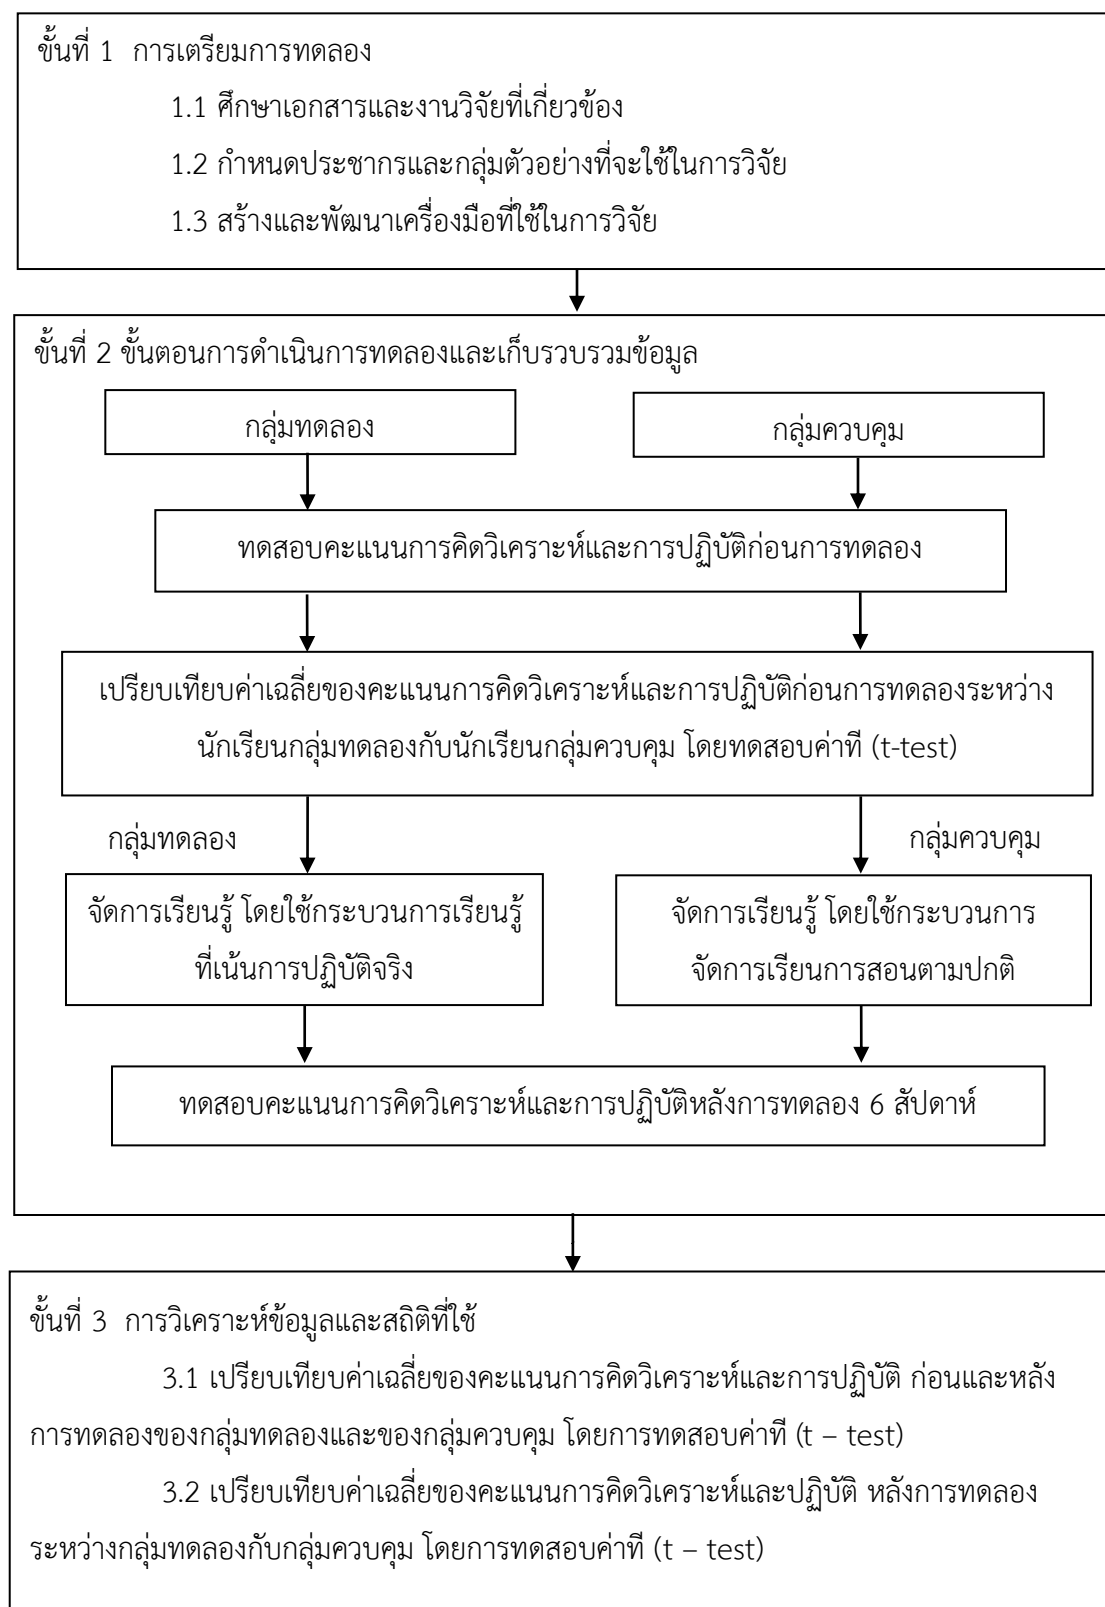 ขั้นที่ 1 การเตรียมการทดลอง
1.1 ศึกษาเอกสารและงานวิจัยที่เกี่ยวข้อง
1.2 กำหนดประชากรและกลุ่มตัวอย่างที่จะใช้ในการวิจัย
1.3 สร้างและพัฒนาเครื่องมือที่ใช้ในการวิจัย
ขั้นที่ 2 ขั้นตอนการดำเนินการทดลองและเก็บรวบรวมข้อมูล
กลุ่มทดลอง
กลุ่มควบคุม
ทดสอบคะแนนการคิดวิเคราะห์และการปฏิบัติก่อนการทดลอง
เปรียบเทียบค่าเฉลี่ยของคะแนนการคิดวิเคราะห์และการปฏิบัติก่อนการทดลองระหว่าง
นักเรียนกลุ่มทดลองกับนักเรียนกลุ่มควบคุม โดยทดสอบค่าที (t-test)
กลุ่มทดลอง
กลุ่มควบคุม
จัดการเรียนรู้ โดยใช้กระบวนการเรียนรู้
ที่เน้นการปฏิบัติจริง
จัดการเรียนรู้ โดยใช้กระบวนการ
จัดการเรียนการสอนตามปกติ
ทดสอบคะแนนการคิดวิเคราะห์และการปฏิบัติหลังการทดลอง 6 สัปดาห์
ขั้นที่ 3 การวิเคราะห์ข้อมูลและสถิติที่ใช้
3.1 เปรียบเทียบค่าเฉลี่ยของคะแนนการคิดวิเคราะห์และการปฏิบัติ ก่อนและหลัง
การทดลองของกลุ่มทดลองและของกลุ่มควบคุม โดยการทดสอบค่าที (t – test)
3.2 เปรียบเทียบค่าเฉลี่ยของคะแนนการคิดวิเคราะห์และปฏิบัติ หลังการทดลอง
ระหว่างกลุ่มทดลองกับกลุ่มควบคุม โดยการทดสอบค่าที (t – test)